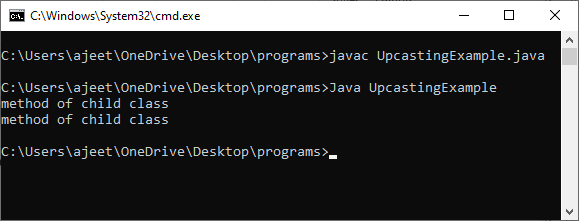 C:\Windows\System32\cmd.exe
C:\Users\ajeet\OneDrive\Desktop\programs>javac UpcastingExample.java
C:\Users\ajeet\OneDrive\Desktop\programs>Java UpcastingExample
method of child class
method of child class
C:\Users\ajeet\OneDrive\Desktop\programs>